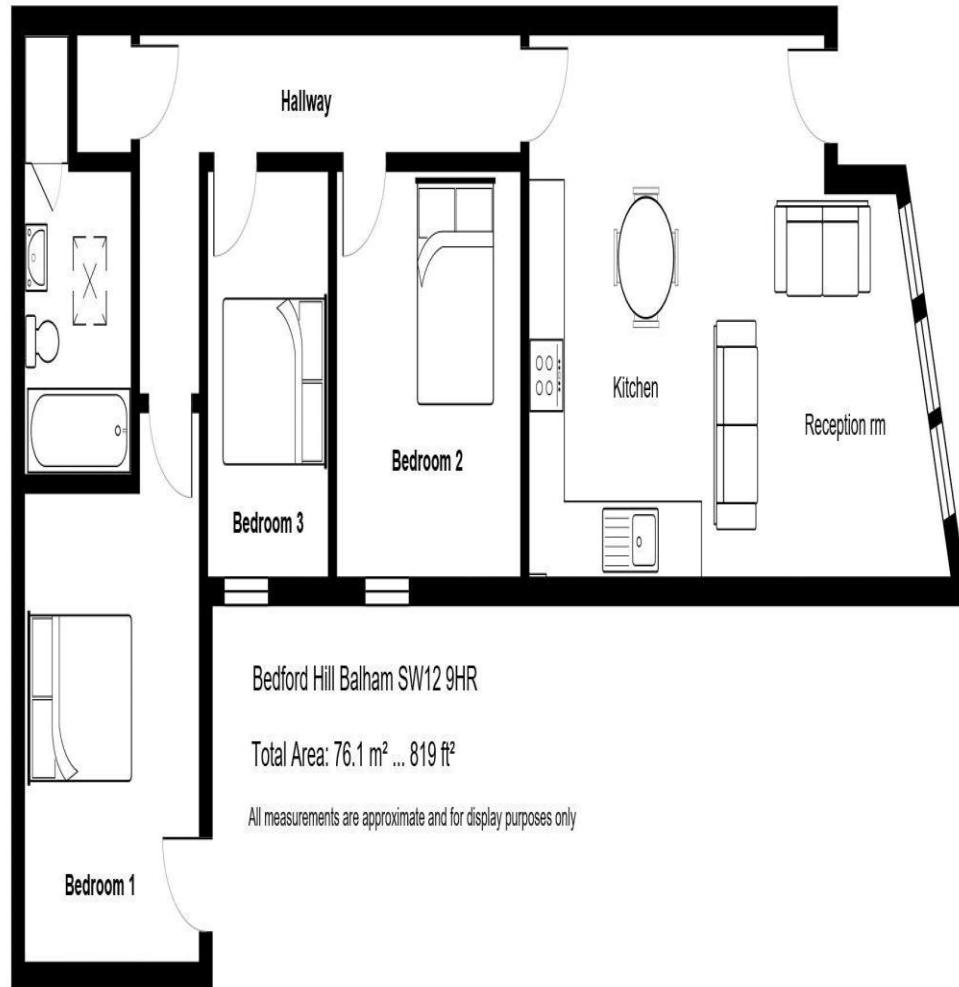 Hallway
Kitchen
Reception rm
Bedroom 2
Bedroom 3
Bedford Hill Balham SW12 9HR
Total Area: 76.1 m² ... 819 ft²
All measurements are approximate and for display purposes only
Bedroom 1